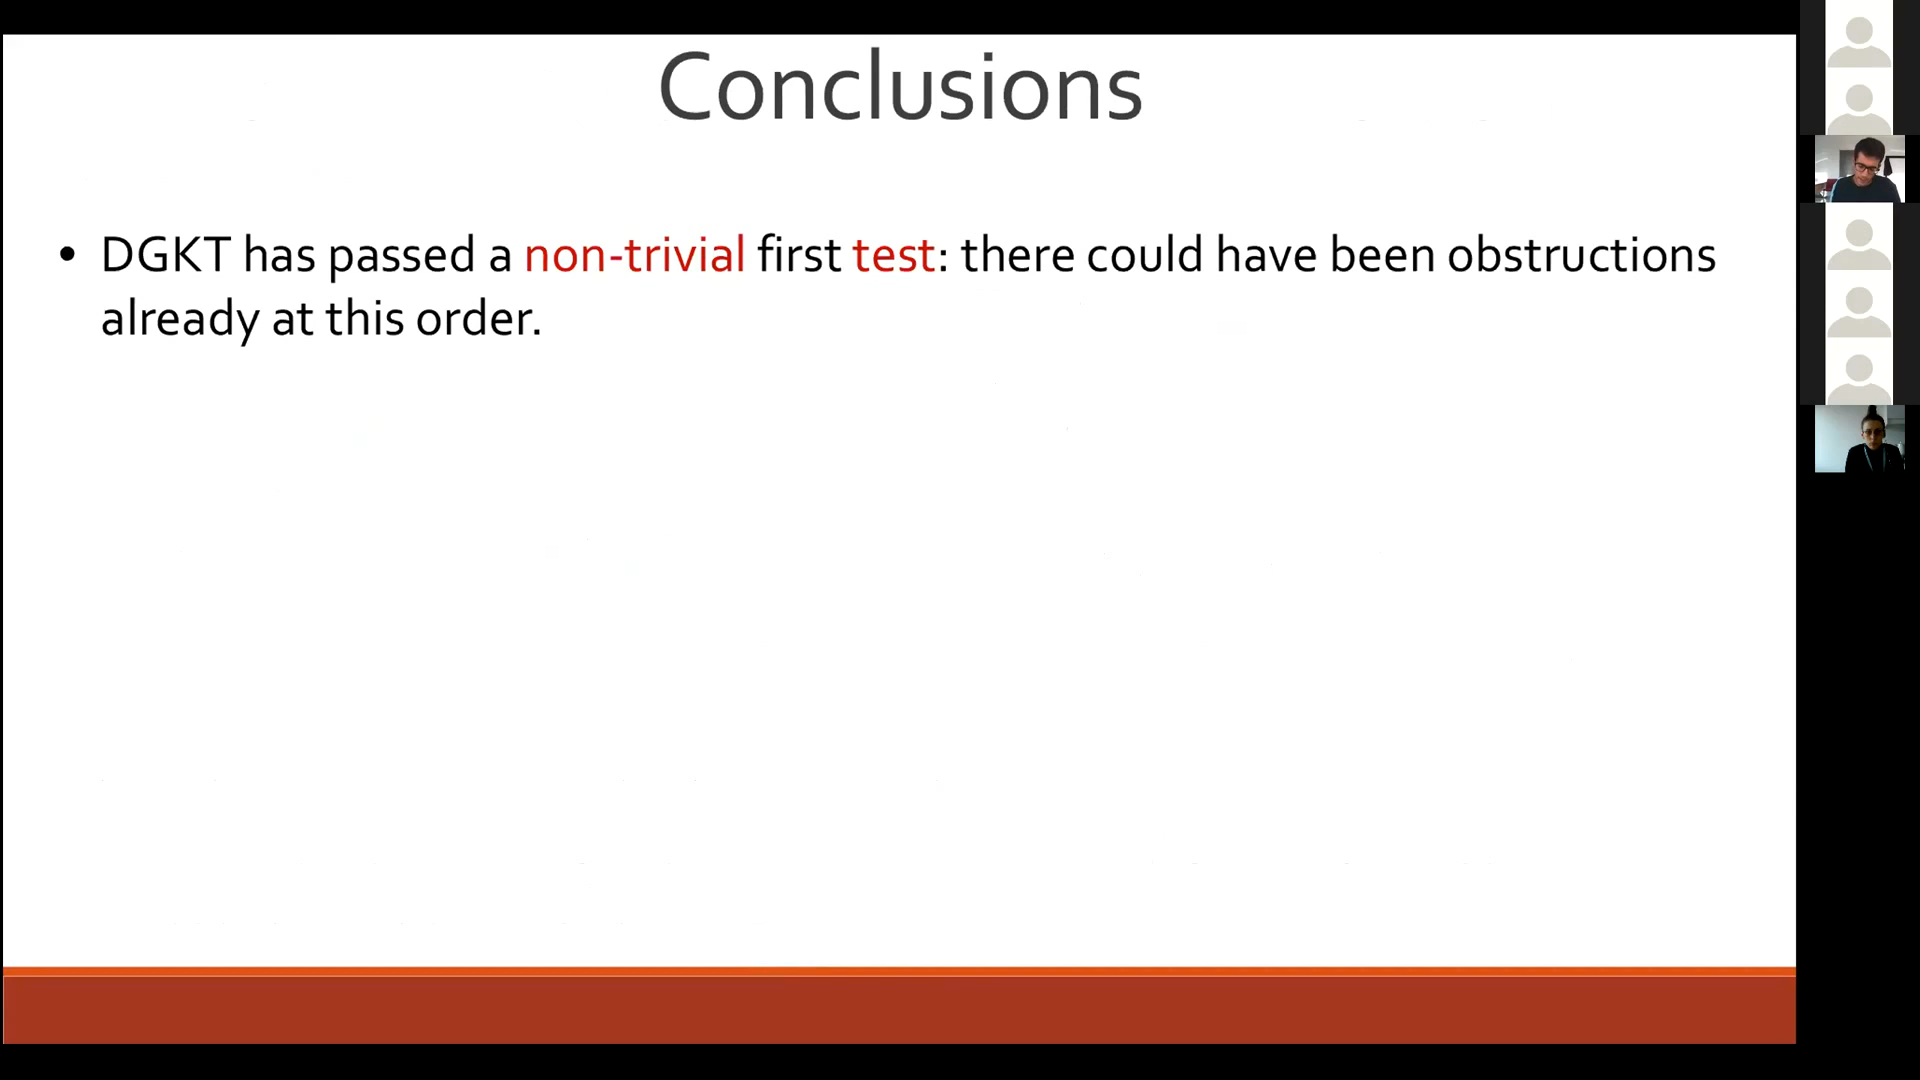 Conclusions
• DGKT has passed a non-trivial first test: there could have been obstructions
already at this order.